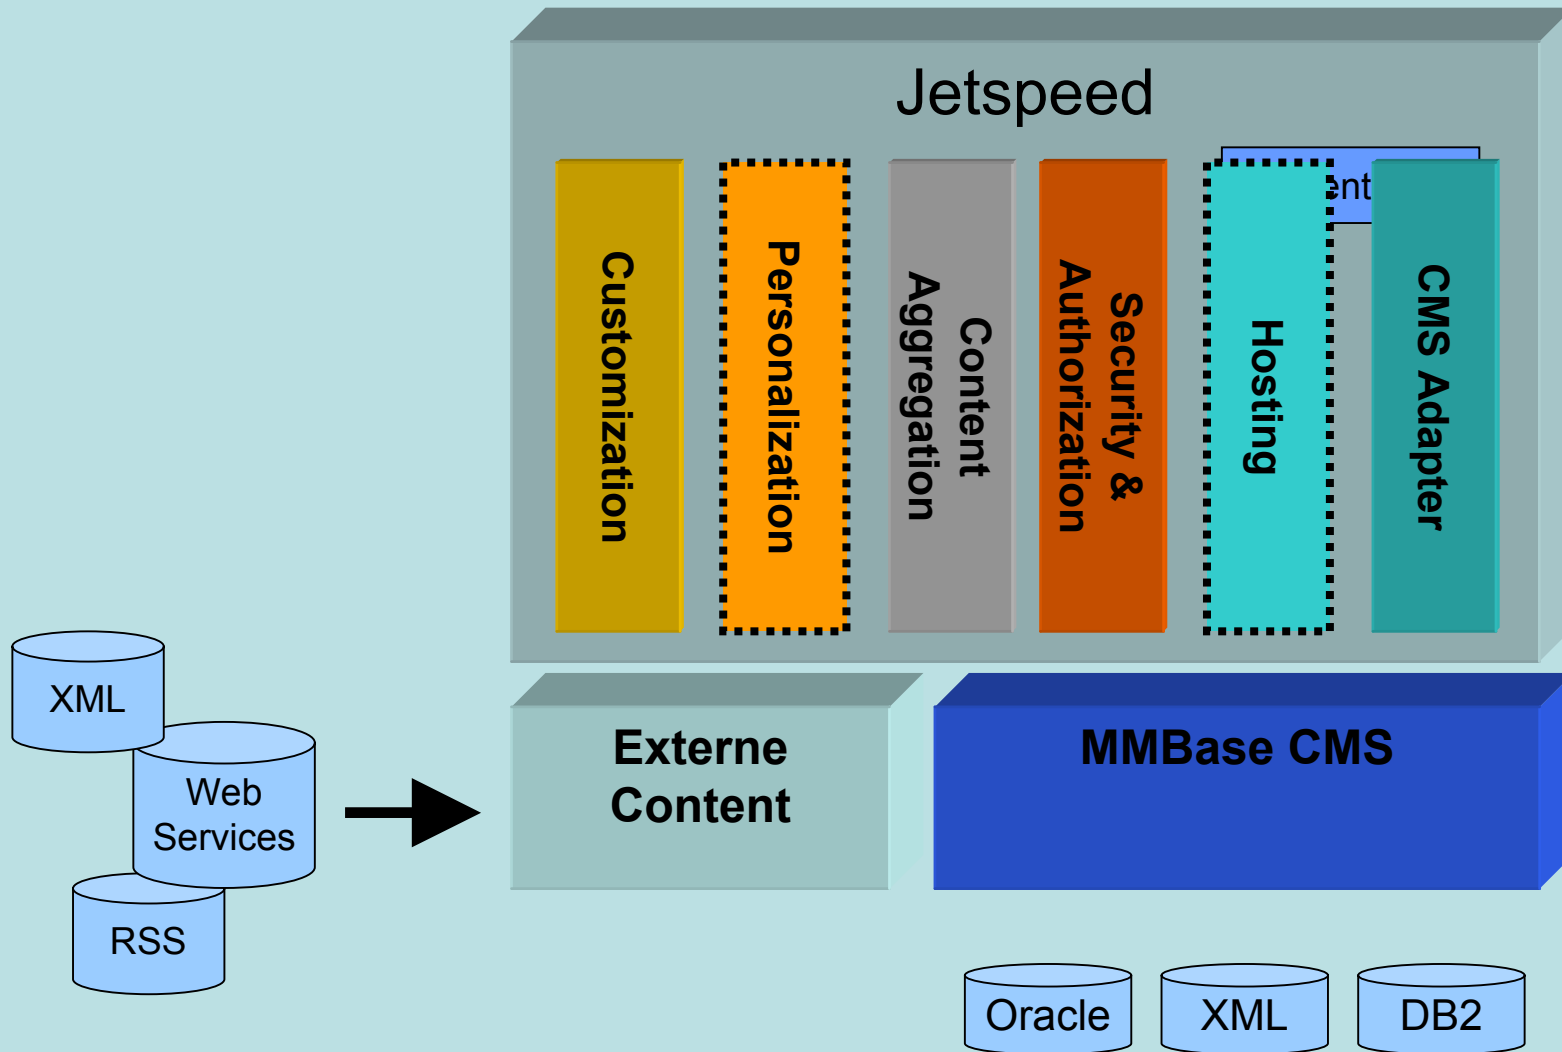 Jetspeed
Customization
Personalization
Content
Aggregation
Security &
Authorization
Hosting
CMS Adapter
XML
Web
Services
RSS
Externe
Content
MMBase CMS
Oracle
XML
DB2